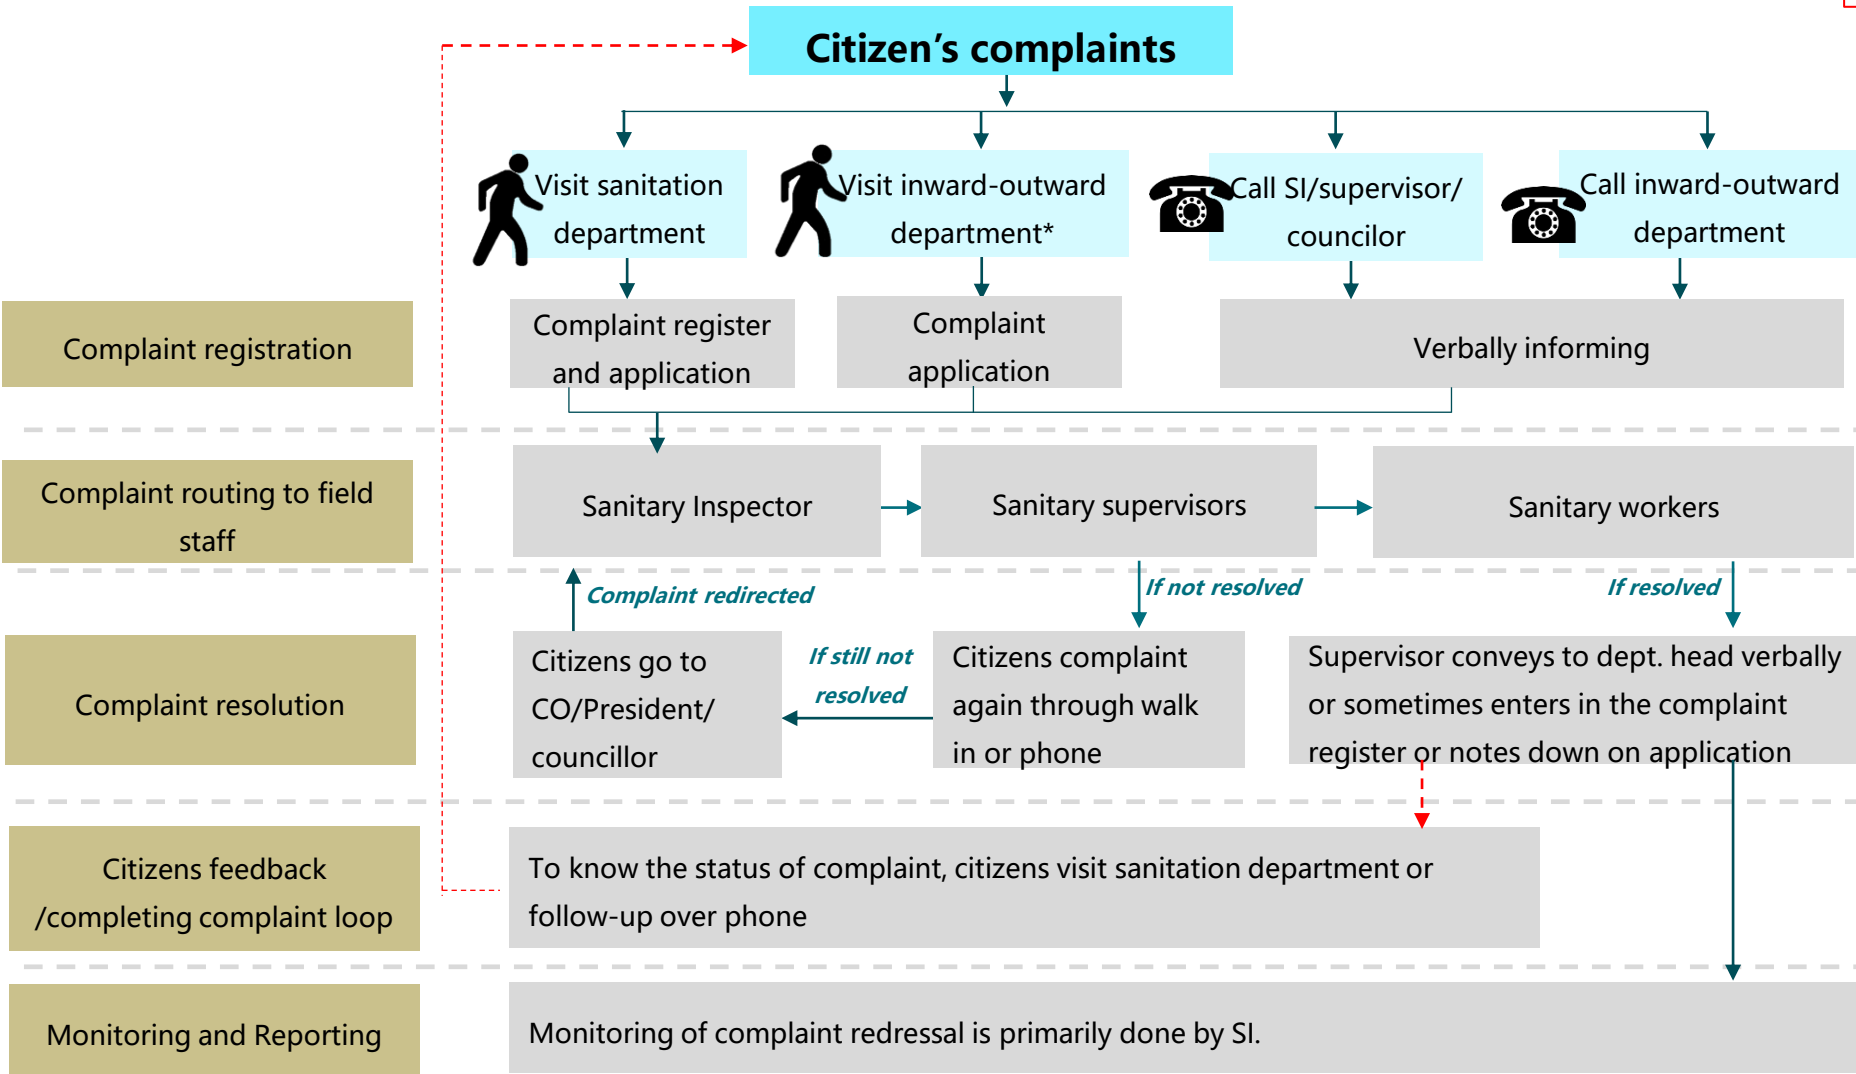 Citizen's complaints
Visit sanitation
department
Visit inward-outward
department*
Call SI/supervisor/
councilor
Call inward-outward
department
Complaint registration
Complaint register
and application
Complaint
application
Verbally informing
Complaint routing to field
staff
Sanitary Inspector
Sanitary supervisors
Sanitary workers
Complaint redirected
If not resolved
If resolved
Complaint resolution
Citizens go to
CO/President/
councillor
If still not
resolved
Citizens complaint
again through walk
in or phone
Supervisor conveys to dept. head verbally
or sometimes enters in the complaint
register or notes down on application
Citizens feedback
/completing complaint loop
To know the status of complaint, citizens visit sanitation department or
follow-up over phone
Monitoring and Reporting
Monitoring of complaint redressal is primarily done by SI.